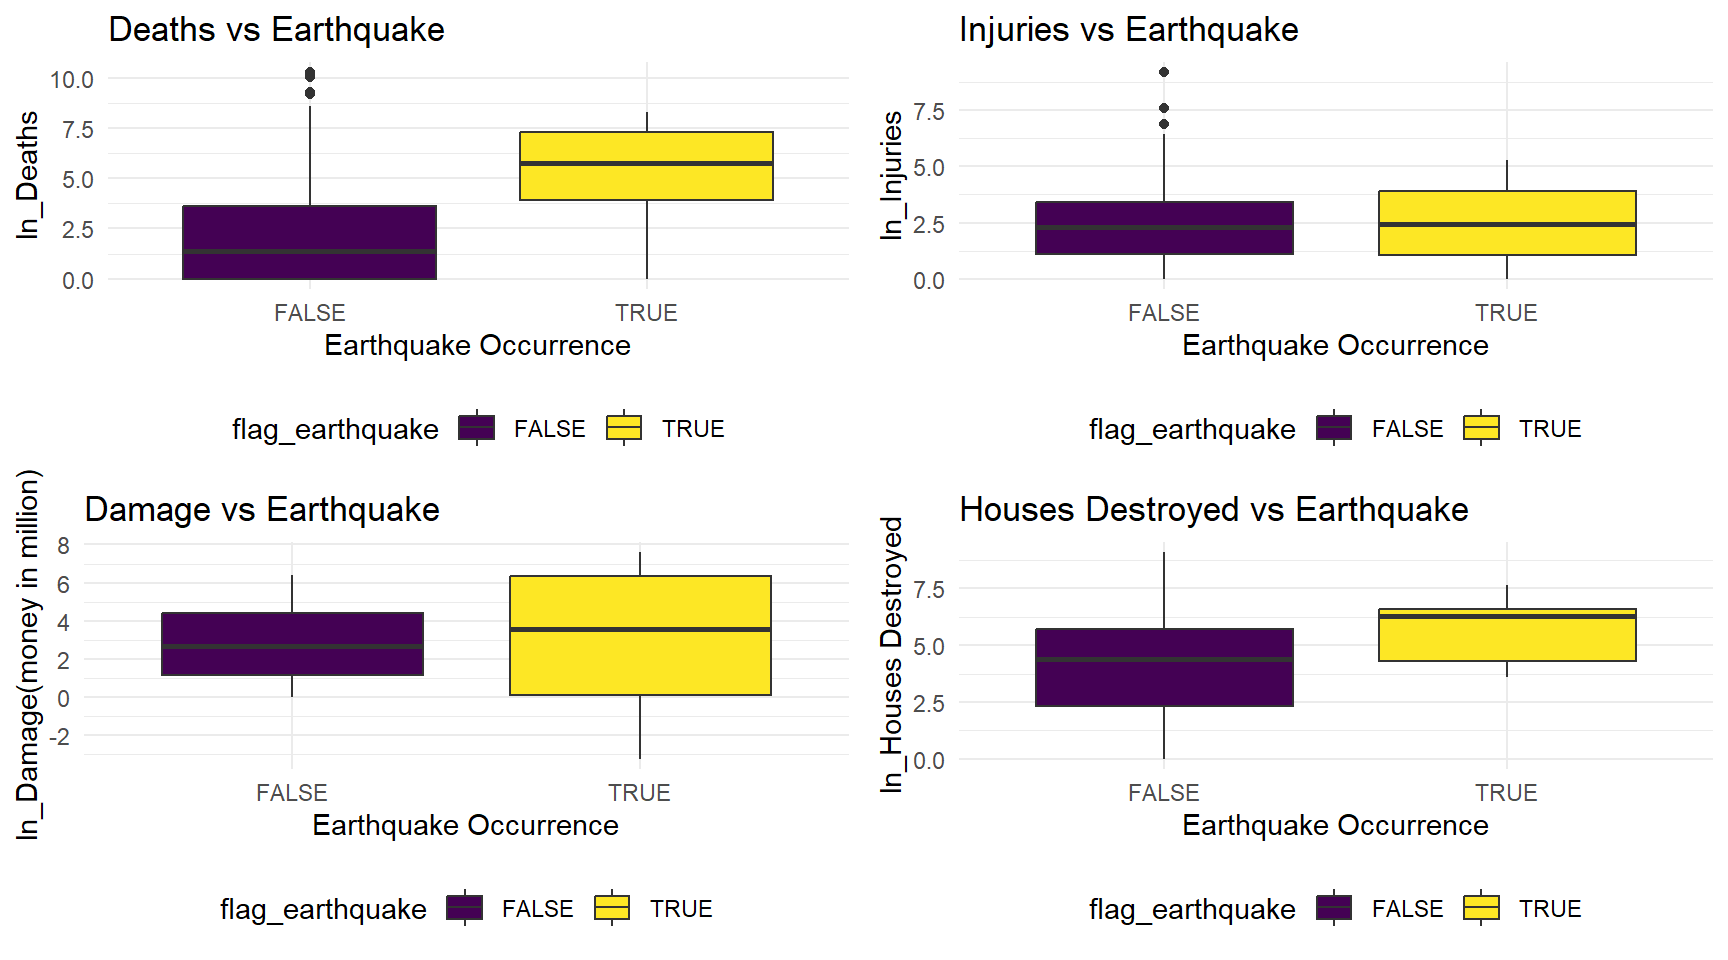 Deaths vs Earthquake
ln_Deaths
10.0
7.5
5.0
2.5
0.0
FALSE TRUE
Earthquake Occurrence
flag_earthquake FALSE TRUE
Injuries vs Earthquake
ln_Injuries
7.5
5.0
2.5
0.0
FALSE TRUE
Earthquake Occurrence
flag_earthquake FALSE TRUE
Damage vs Earthquake
ln_Damage(money in million)
8
6
4
2
0
-2
FALSE TRUE
Earthquake Occurrence
flag_earthquake FALSE TRUE
Houses Destroyed vs Earthquake
ln_Houses Destroyed
7.5
5.0
2.5
0.0
FALSE TRUE
Earthquake Occurrence
flag_earthquake FALSE TRUE